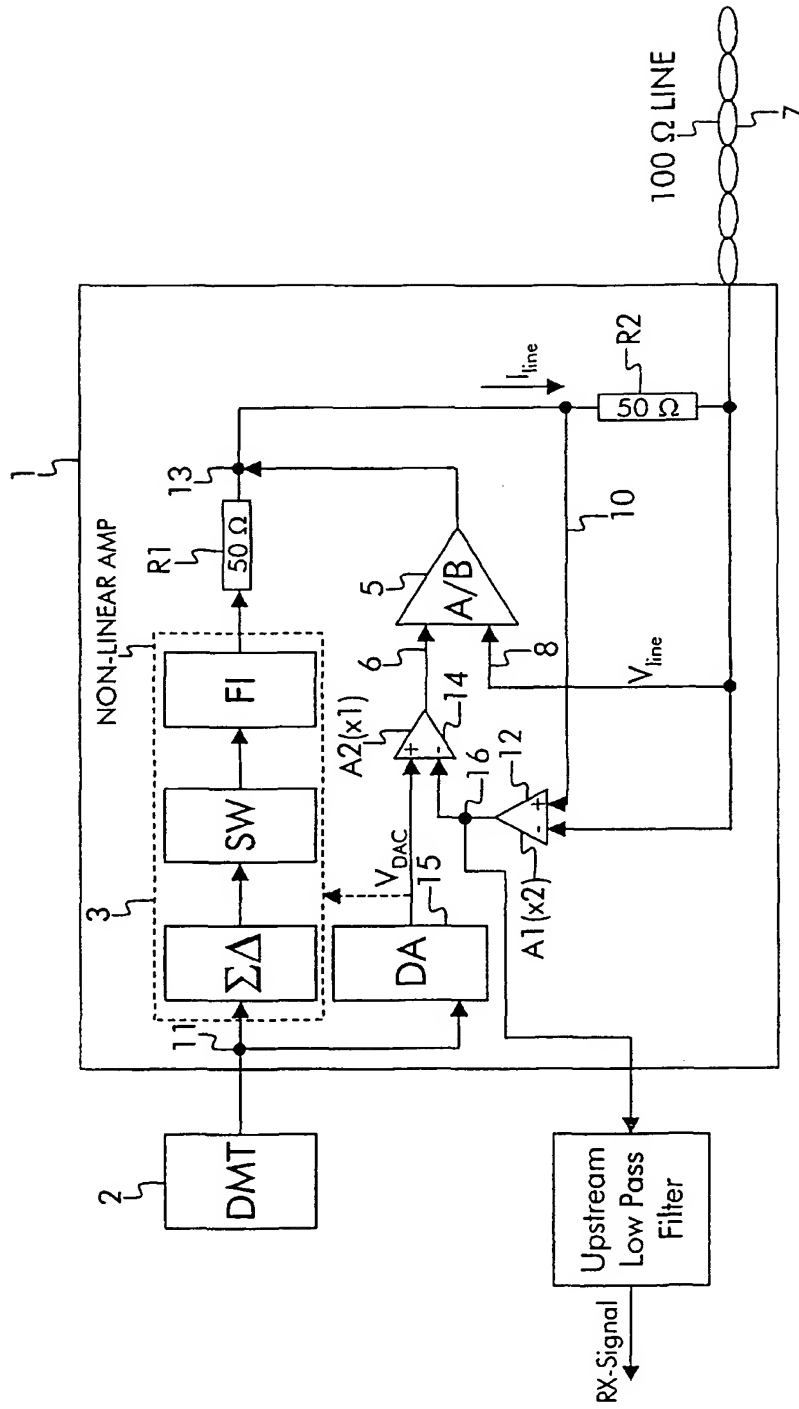 1
NON-LINEAR AMP
3
ΣΔ
SW
FI
R1
50 Ω
13
11
2
DMT
DA
15
V_DAC
A2(x1)
+
-
14
6
5
A/B
8
16
12
-
+
A1(x2)
V_line
10
I_line
50 Ω
R2
100 Ω LINE
7
Upstream
Low Pass
Filter
RX-Signal